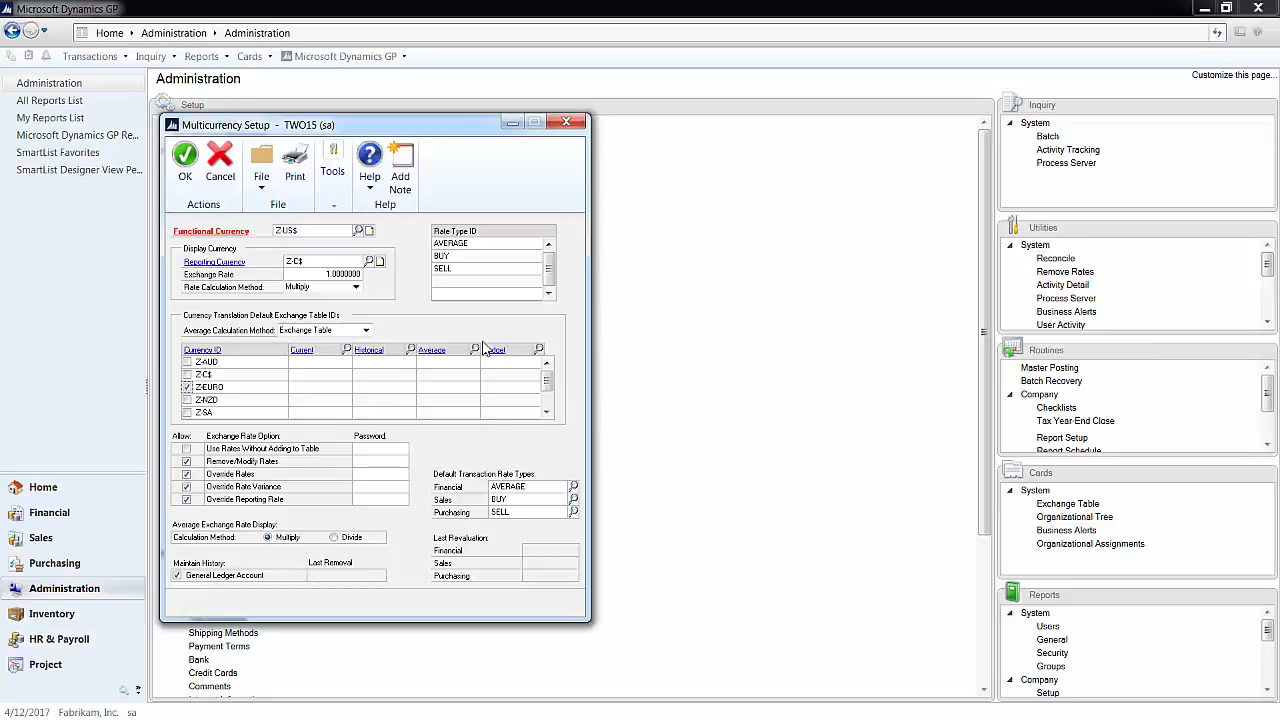 Microsoft Dynamics GP
Home
Administration
Administration
Transactions
Inquiry
Reports
Cards
Microsoft Dynamics GP
Administration
All Reports List
My Reports List
Microsoft Dynamics GP Re...
SmartList Favorites
SmartList Designer View Pe...
Administration
Customize this page...
Setup
Multicurrency Setup - TWO15 (sa)
OK
Cancel
File
Print
Tools
Help
Add Note
Actions
File
Help
Functional Currency
Z-US$
Display Currency
Reporting Currency
Z-C$
Exchange Rate
1.0000000
Rate Calculation Method:
Multiply
Rate Type ID
AVERAGE
BUY
SELL
Currency Translation Default Exchange Table IDs
Average Calculation Method:
Exchange Table
Currency ID
Current
Historical
Average
Z-AUD
Z-C$
Z-EURO
Z-NZD
Z-SA
Allow:
Exchange Rate Option:
Password:
Use Rates Without Adding to Table
Remove/Modify Rates
Override Rates
Override Rate Variance
Override Reporting Rate
Default Transaction Rate Types:
Financial
AVERAGE
Sales
BUY
Purchasing
SELL
Average Exchange Rate Display:
Calculation Method:
Multiply
Divide
Last Revaluation:
Financial
Sales
Purchasing
Maintain History:
Last Removal
General Ledger Account
Shipping Methods
Payment Terms
Bank
Credit Cards
Comments
Inquiry
System
Batch
Activity Tracking
Process Server
Utilities
System
Reconcile
Remove Rates
Activity Detail
Process Server
Business Alerts
User Activity
Routines
Master Posting
Batch Recovery
Company
Checklists
Tax Year-End Close
Report Setup
Report Schedule
Cards
System
Exchange Table
Organizational Tree
Business Alerts
Organizational Assignments
Reports
System
Users
General
Security
Groups
Company
Setup
Home
Financial
Sales
Purchasing
Administration
Inventory
HR & Payroll
Project
4/12/2017 Fabrikam, Inc. sa